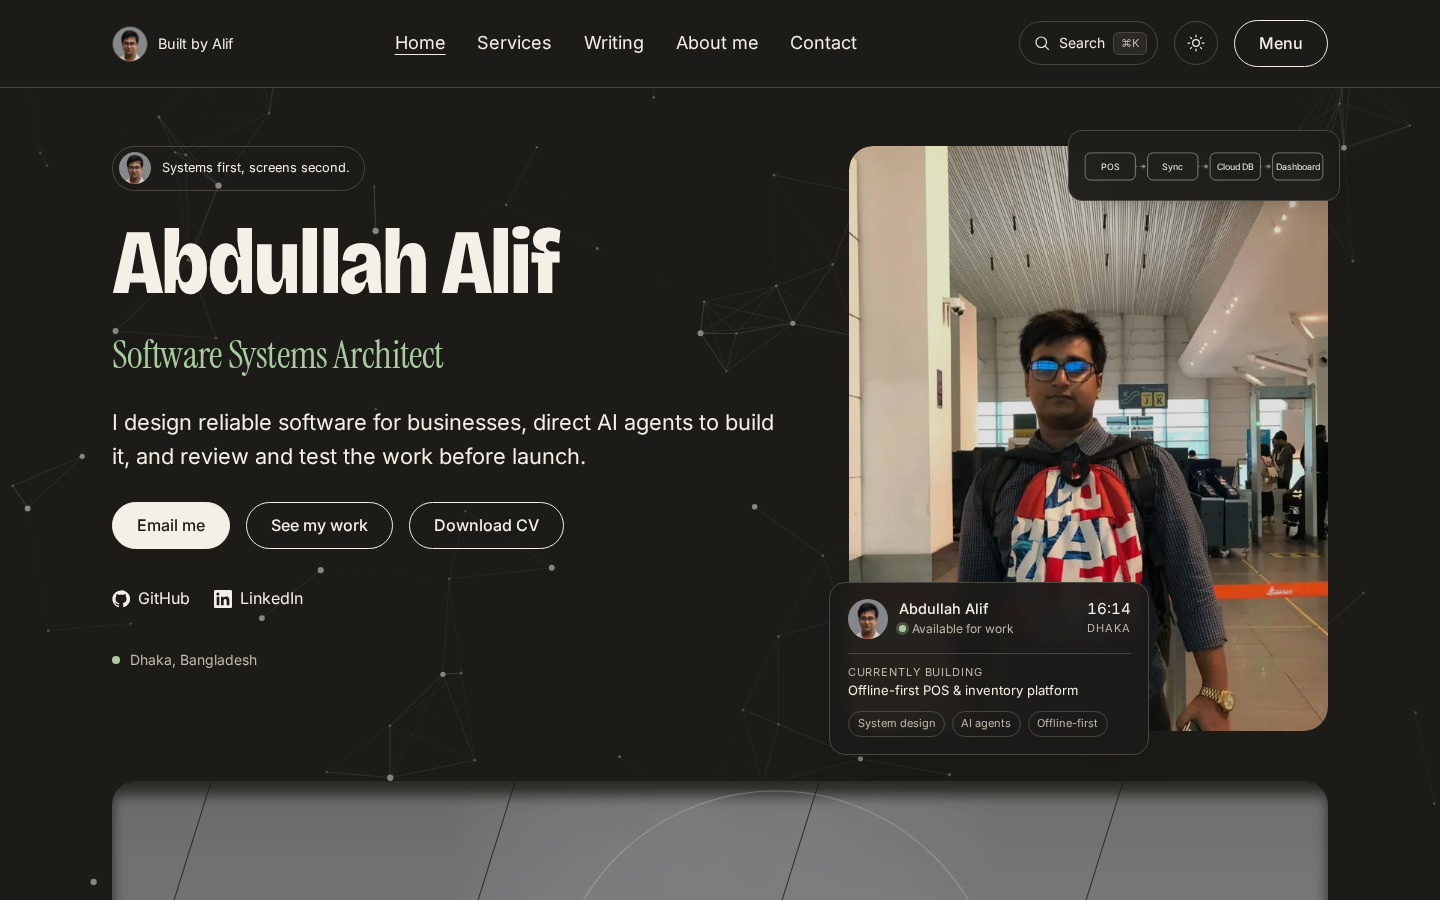 Built by Alif
Home
Services
Writing
About me
Contact
Search
⌘K
Menu
Systems first, screens second.
Abdullah Alif
Software Systems Architect
I design reliable software for businesses, direct AI agents to build
it, and review and test the work before launch.
Email me
See my work
Download CV
GitHub
LinkedIn
Dhaka, Bangladesh
POS
Sync
Cloud DB
Dashboard
J K
Abdullah Alif
16:14
Available for work
DHAKA
CURRENTLY BUILDING
Offline-first POS & inventory platform
System design
AI agents
Offline-first